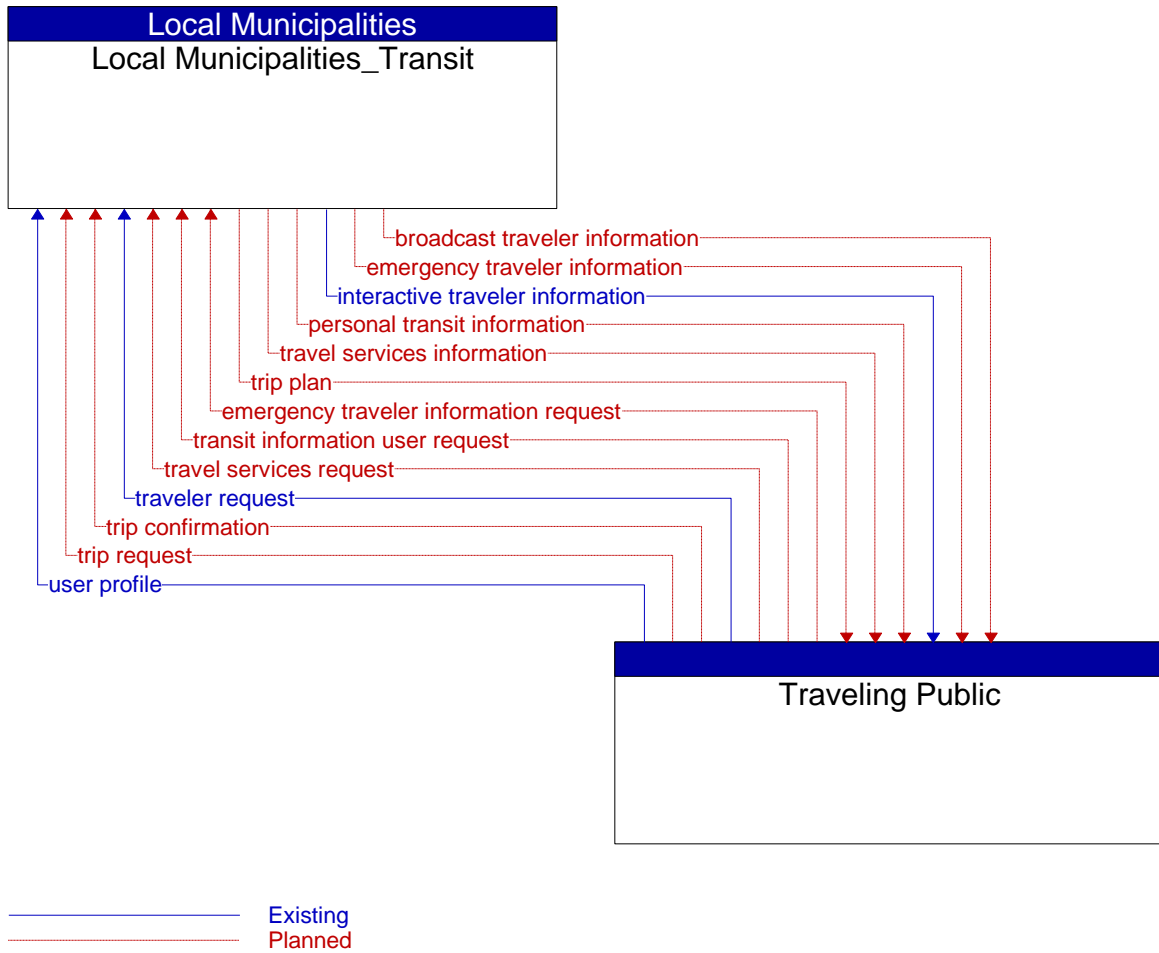 Local Municipalities
Local Municipalities_Transit
broadcast traveler information
emergency traveler information
interactive traveler information
personal transit information
travel services information
trip plan
emergency traveler information request
transit information user request
travel services request
traveler request
trip confirmation
trip request
user profile
Traveling Public
Existing
Planned